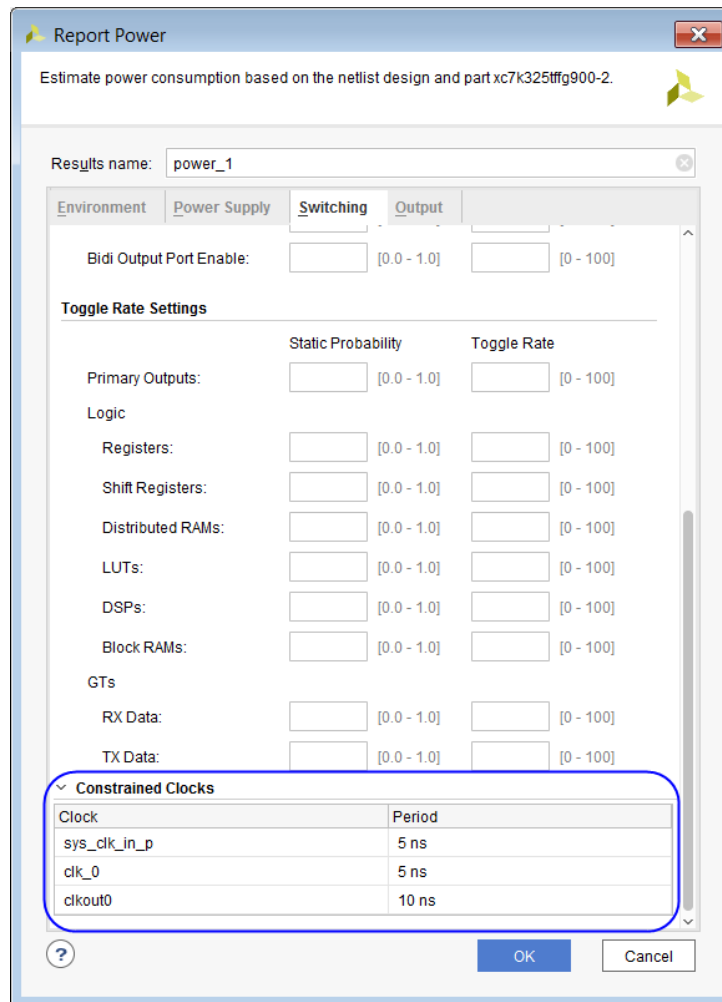 Report Power
Estimate power consumption based on the netlist design and part xc7k325tffg900-2.
Results name: power_1
Environment Power Supply Switching Output
Bidi Output Port Enable: [0.0 - 1.0] [0 - 100]
Toggle Rate Settings
Static Probability Toggle Rate
Primary Outputs: [0.0 - 1.0] [0 - 100]
Logic
Registers: [0.0 - 1.0] [0 - 100]
Shift Registers: [0.0 - 1.0] [0 - 100]
Distributed RAMs: [0.0 - 1.0] [0 - 100]
LUTs: [0.0 - 1.0] [0 - 100]
DSPs: [0.0 - 1.0] [0 - 100]
Block RAMs: [0.0 - 1.0] [0 - 100]
GTs
RX Data: [0.0 - 1.0] [0 - 100]
TX Data: [0.0 - 1.0] [0 - 100]
Constrained Clocks
Clock Period
sys_clk_in_p 5 ns
clk_0 5 ns
clkout0 10 ns
? OK Cancel